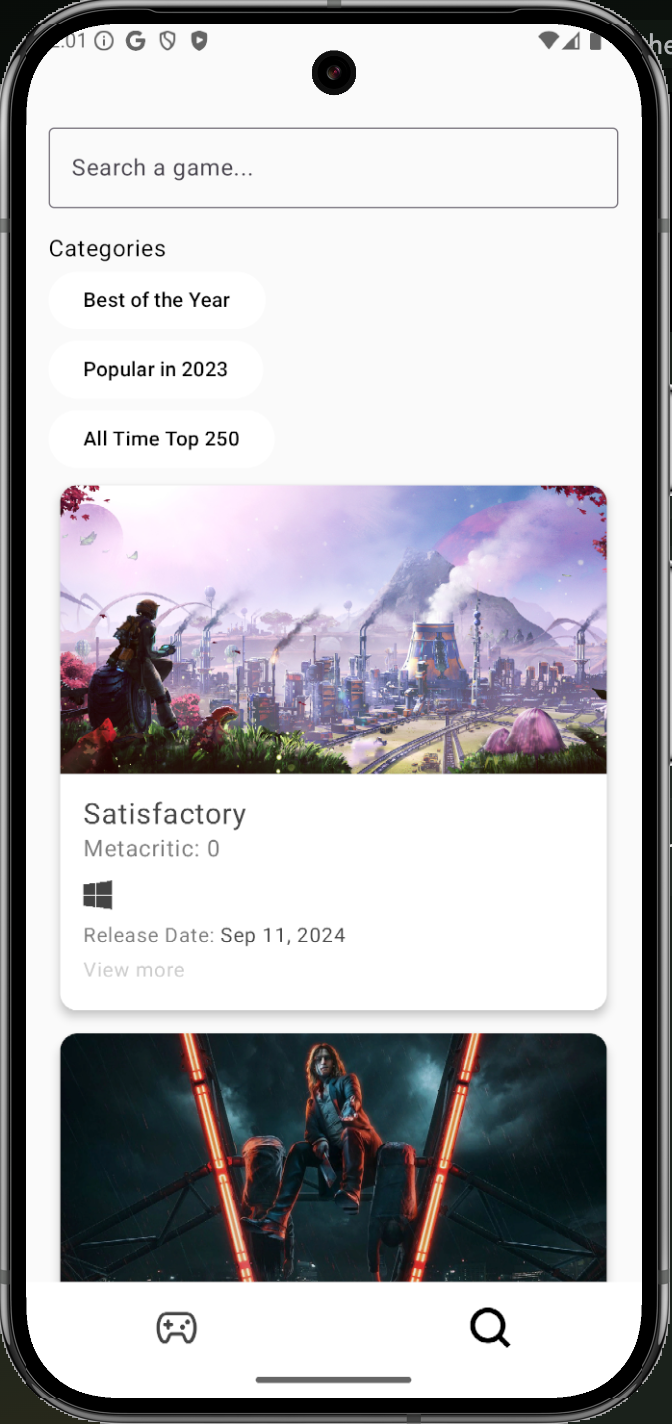 :01
Search a game...
Categories
Best of the Year
Popular in 2023
All Time Top 250
Satisfactory
Metacritic: 0
Release Date: Sep 11, 2024
View more